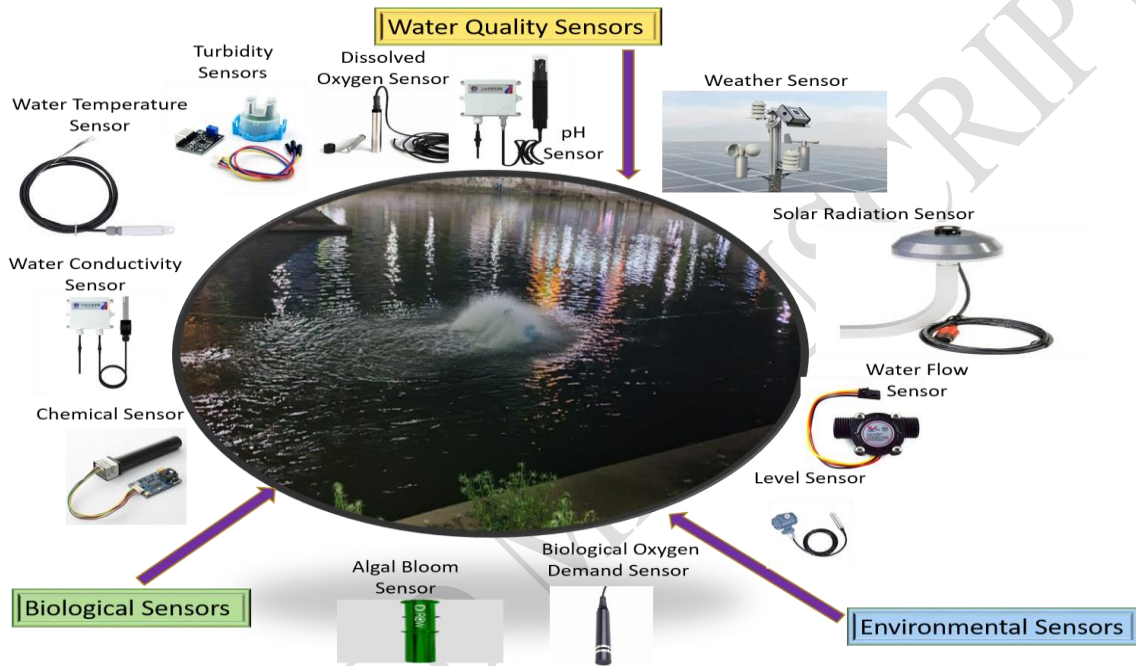 Water Quality Sensors
Turbidity
Sensors
Dissolved
Oxygen Sensor
pH
Sensor
Weather Sensor
Water Temperature
Sensor
Solar Radiation Sensor
Water Conductivity
Sensor
Water Flow
Sensor
Chemical Sensor
Level Sensor
Algal Bloom
Sensor
Biological Oxygen
Demand Sensor
Biological Sensors
Environmental Sensors